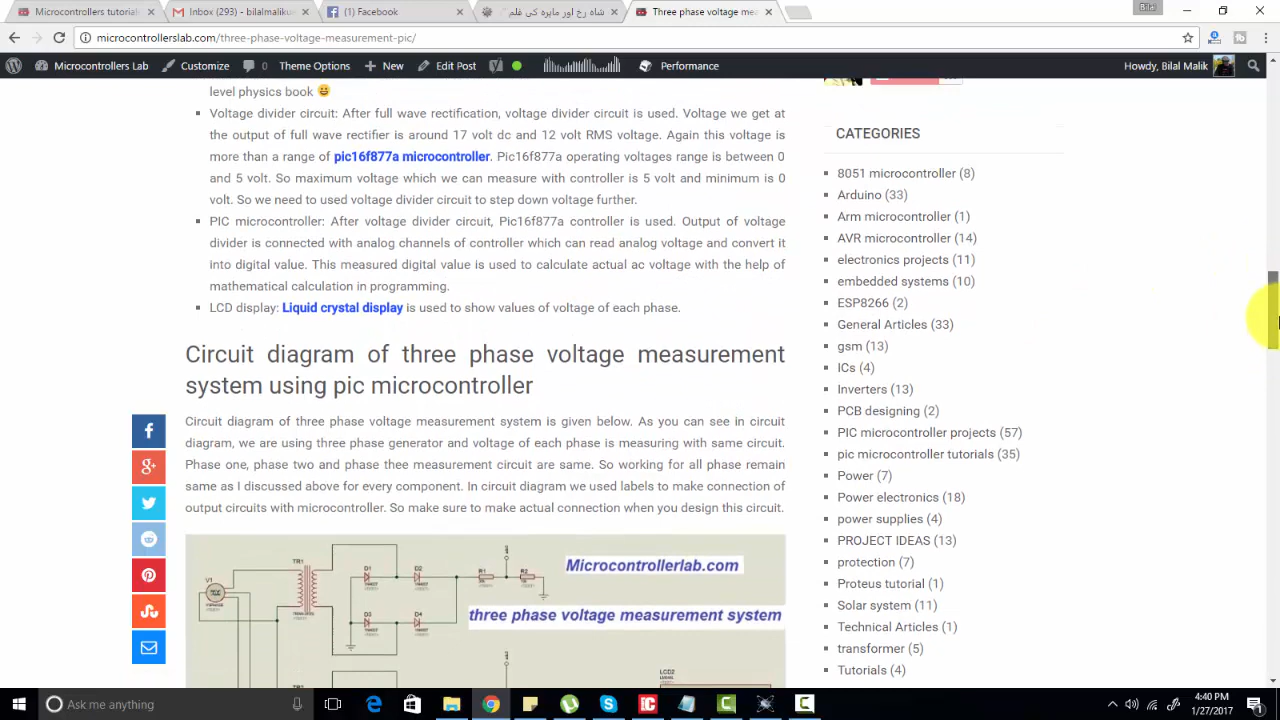 Microcontrollers tutorials
Inbox (293) - bilalmaliku
(1) Facebook
شاه رخ اور مايره کی فلم
Three phase voltage mea
Bilal
microcontrollerslab.com/three-phase-voltage-measurement-pic/
Microcontrollers Lab
Customize
0
Theme Options
New
Edit Post
Performance
Howdy, Bilal Malik
level physics book
Voltage divider circuit: After full wave rectification, voltage divider circuit is used. Voltage we get at
the output of full wave rectifier is around 17 volt dc and 12 volt RMS voltage. Again this voltage is
more than a range of pic16f877a microcontroller. Pic16f877a operating voltages range is between 0
and 5 volt. So maximum voltage which we can measure with controller is 5 volt and minimum is 0
volt. So we need to used voltage divider circuit to step down voltage further.
PIC microcontroller: After voltage divider circuit, Pic16f877a controller is used. Output of voltage
divider is connected with analog channels of controller which can read analog voltage and convert it
into digital value. This measured digital value is used to calculate actual ac voltage with the help of
mathematical calculation in programming.
LCD display: Liquid crystal display is used to show values of voltage of each phase.
Circuit diagram of three phase voltage measurement
system using pic microcontroller
Circuit diagram of three phase voltage measurement system is given below. As you can see in circuit
diagram, we are using three phase generator and voltage of each phase is measuring with same circuit.
Phase one, phase two and phase thee measurement circuit are same. So working for all phase remain
same as I discussed above for every component. In circuit diagram we used labels to make connection of
output circuits with microcontroller. So make sure to make actual connection when you design this circuit.
Microcontrollerlab.com
three phase voltage measurement system
V1
TR1
D1
D2
D3
D4
R1
R2
TR2
LCD2
CATEGORIES
8051 microcontroller (8)
Arduino (33)
Arm microcontroller (1)
AVR microcontroller (14)
electronics projects (11)
embedded systems (10)
ESP8266 (2)
General Articles (33)
gsm (13)
ICs (4)
Inverters (13)
PCB designing (2)
PIC microcontroller projects (57)
pic microcontroller tutorials (35)
Power (7)
Power electronics (18)
power supplies (4)
PROJECT IDEAS (13)
protection (7)
Proteus tutorial (1)
Solar system (11)
Technical Articles (1)
transformer (5)
Tutorials (4)
Ask me anything
4:40 PM
1/27/2017